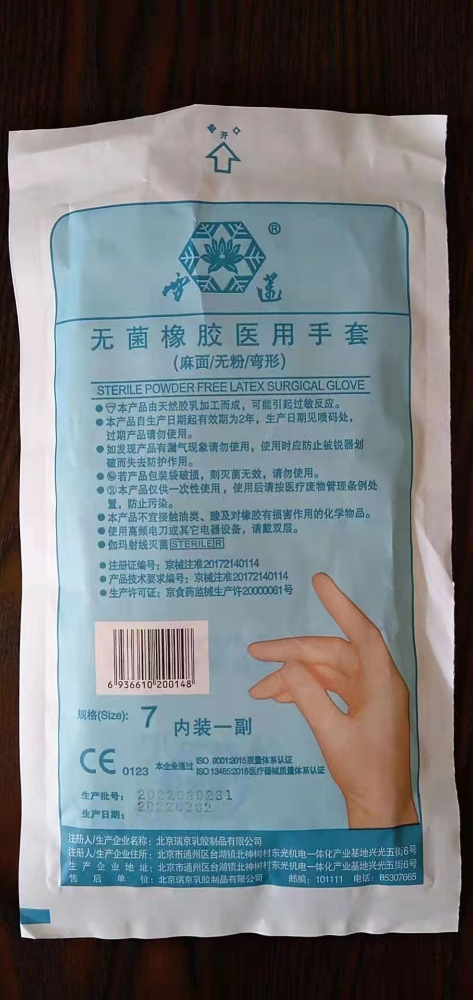 开
®
雪莲
无菌橡胶医用手套
(麻面/无粉/弯形)
STERILE POWDER FREE LATEX SURGICAL GLOVE
●本产品由天然胶乳加工而成，可能引起过敏反应。
●本产品自生产日期起有效期为2年，生产日期见喷码处，
过期产品请勿使用。
●如发现产品有漏气现象请勿使用，使用时应防止被锐器划
破而失去防护作用。
●若产品包装袋破损，则灭菌无效，请勿使用。
●②本产品仅供一次性使用，使用后请按医疗废物管理条例处
置，防止污染。
●本产品不宜接触油类、酸及对橡胶有损害作用的化学物品。
●使用高频电刀或其它电器设备，请戴双层。
●伽玛射线灭菌 STERILE R
●注册证编号：京械注准20172140114
●产品技术要求编号：京械注准20172140114
●生产许可证：京食药监械生产许20000061号
6 936610 200148
规格(Size): 7 内装一副
CE 0123 本企业通过 ISO 9001:2015质量体系认证
ISO 13485:2016医疗器械质量体系认证
生产批号：
生产日期：
注册人/生产企业名称：北京瑞京乳胶制品有限公司
注册人/生产企业住所：北京市通州区台湖镇北神树村东光机电一体化产业基地兴光五街6号
生产企业地址：北京市通州区台湖镇北神树村东光机电一体化产业基地兴光五街6号
售后单位：北京瑞京乳胶制品有限公司 邮编：101111 电话：85307665